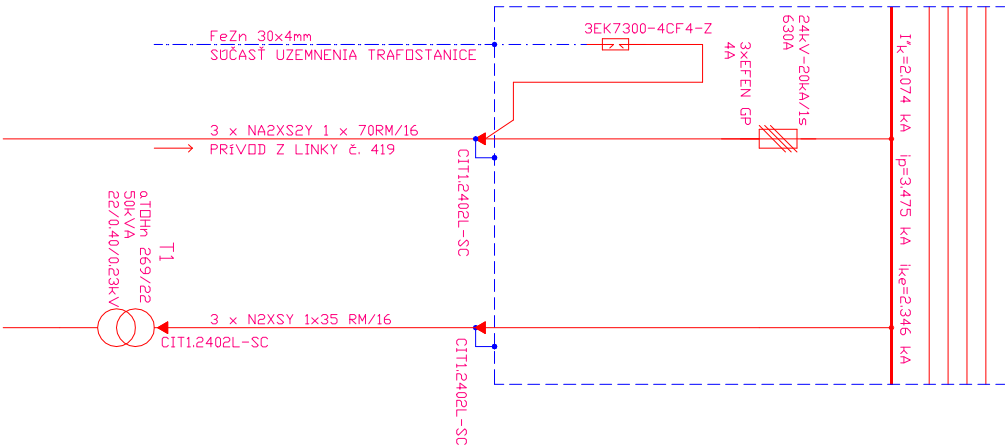 FeZn 30x4mm
SÚČASŤ UZEMNENIA TRAFOSTANICE
3EK7300-4CF4-Z
24kV-20kA/1s
630A
3xEFEN GP
4A
I"k=2.074 kA ip=3.475 kA ike=2.346 kA
3 x NA2XS2Y 1 x 70RM/16
PRíVOD Z LINKY č. 419
CIT1.2402L-SC
T1
aTOHn 269/22
50kVA
22/0.40/0.23kV
3 x N2XSY 1x35 RM/16
CIT1.2402L-SC
CIT1.2402L-SC